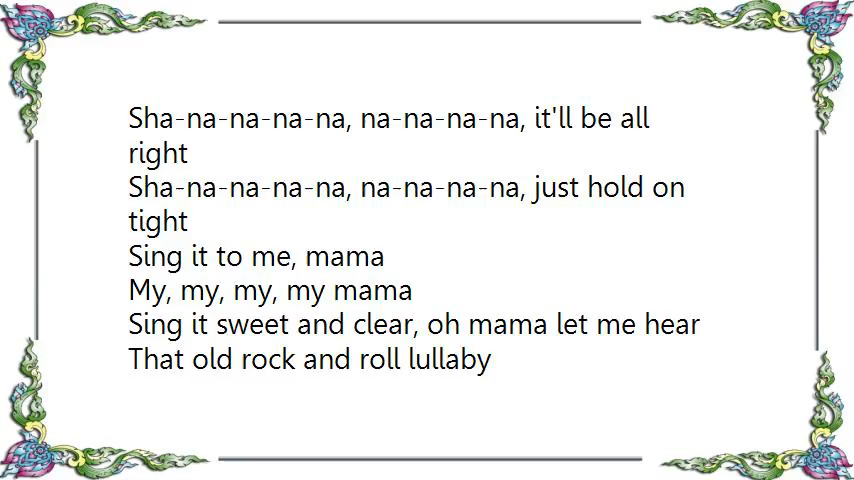 Sha-na-na-na-na, na-na-na-na, it'll be all
right
Sha-na-na-na-na, na-na-na-na, just hold on
tight
Sing it to me, mama
My, my, my, my mama
Sing it sweet and clear, oh mama let me hear
That old rock and roll lullaby